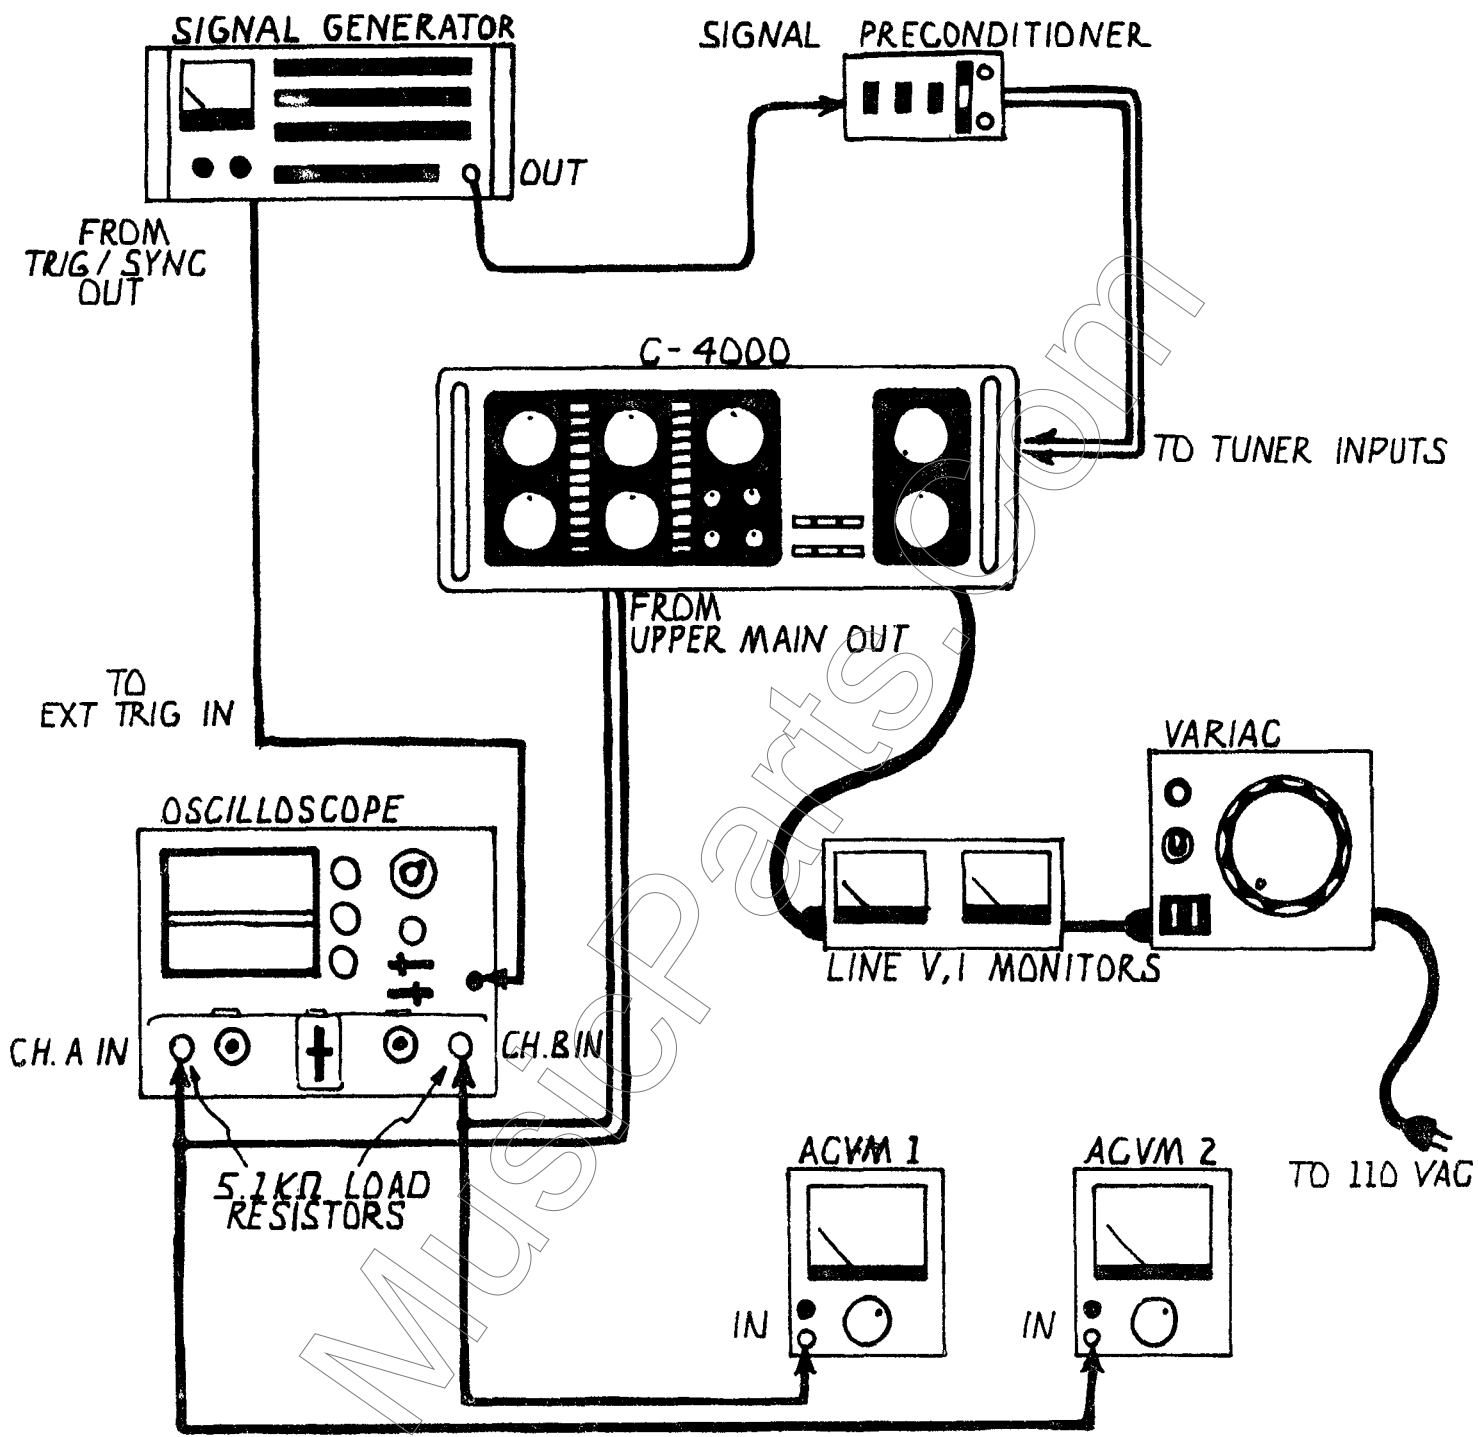 SIGNAL GENERATOR
SIGNAL PRECONDITIONER
OUT
FROM
TRIG/SYNC
OUT
C-4000
TO TUNER INPUTS
FROM
UPPER MAIN OUT
TO
EXT TRIG IN
VARIAC
OSCILLOSCOPE
LINE V,I MONITORS
CH. A IN
CH. B IN
ACVM 1
ACVM 2
TO 110 VAC
5.1KΩ LOAD
RESISTORS
IN
IN
MusicParts.com